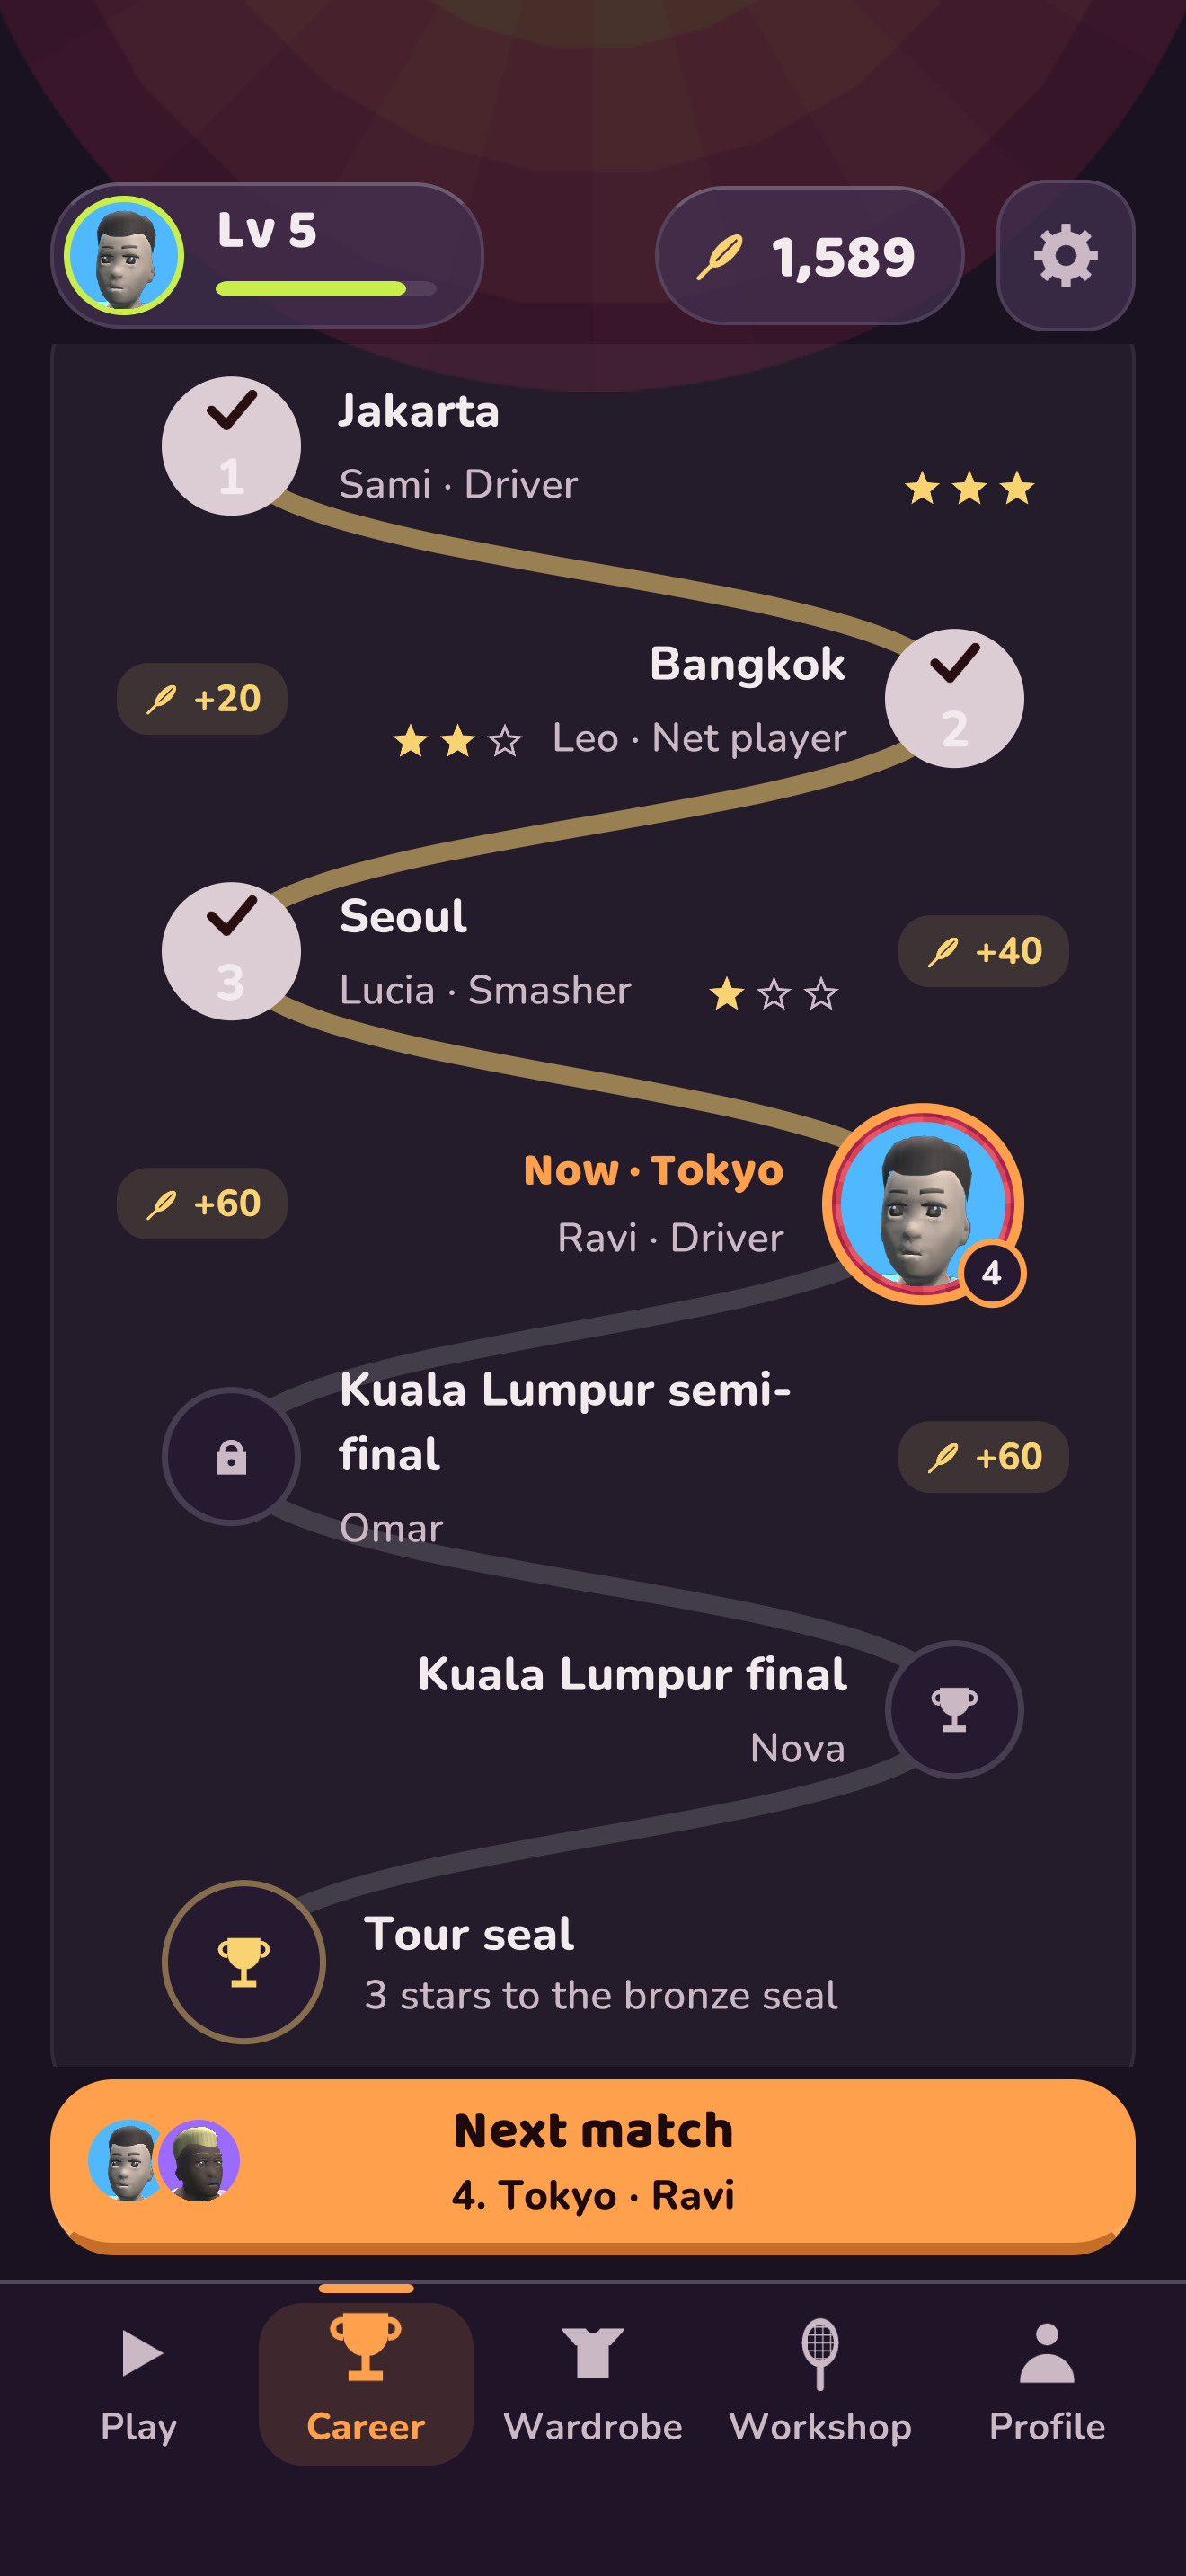 Lv 5
1,589
Jakarta
1
Sami · Driver
Bangkok
+20
2
Leo · Net player
Seoul
+40
3
Lucia · Smasher
Now · Tokyo
+60
Ravi · Driver
4
Kuala Lumpur semi-
final
+60
Omar
Kuala Lumpur final
Nova
Tour seal
3 stars to the bronze seal
Next match
4. Tokyo · Ravi
Play
Career
Wardrobe
Workshop
Profile